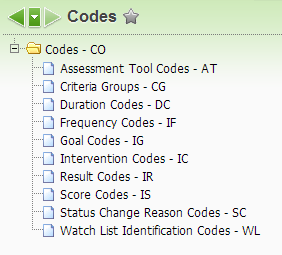 Codes
Codes - CO
Assessment Tool Codes - AT
Criteria Groups - CG
Duration Codes - DC
Frequency Codes - IF
Goal Codes - IG
Intervention Codes - IC
Result Codes - IR
Score Codes - IS
Status Change Reason Codes - SC
Watch List Identification Codes - WL